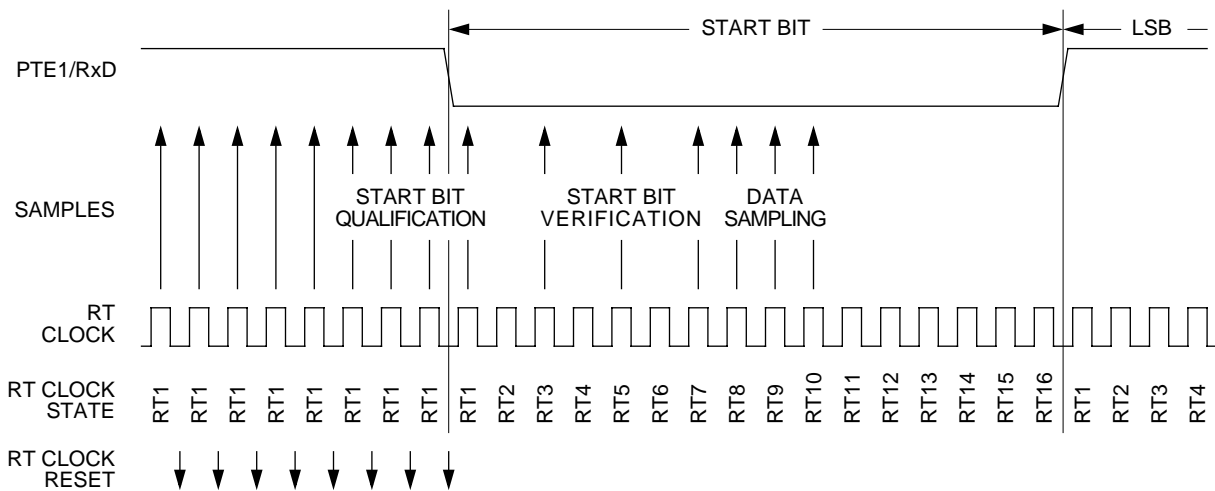 START BIT
LSB
PTE1/RxD
SAMPLES
START BIT
QUALIFICATION
START BIT
VERIFICATION
DATA
SAMPLING
RT
CLOCK
RT CLOCK
STATE
RT1 RT1 RT1 RT1 RT1 RT1 RT1 RT1 RT1 RT2 RT3 RT4 RT5 RT6 RT7 RT8 RT9 RT10 RT11 RT12 RT13 RT14 RT15 RT16 RT1 RT2 RT3 RT4
RT CLOCK
RESET